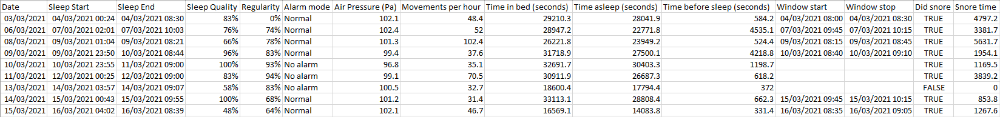 Date Sleep Start Sleep End Sleep Quality Regularity Alarm mode Air Pressure (Pa) Movements per hour Time in bed (seconds) Time asleep (seconds) Time before sleep (seconds) Window start Window stop Did snore Snore time
03/03/2021 04/03/2021 00:24 04/03/2021 08:30 83% 0% Normal 102.1 48.4 29210.3 28041.9 584.2 04/03/2021 08:00 04/03/2021 08:30 TRUE 4797.2
06/03/2021 07/03/2021 02:01 07/03/2021 10:03 76% 74% Normal 102.4 52 28947.2 22771.8 4535.1 07/03/2021 09:45 07/03/2021 10:15 TRUE 3381.7
08/03/2021 09/03/2021 01:04 09/03/2021 08:21 66% 78% Normal 101.3 102.4 26221.8 23949.2 524.4 09/03/2021 08:15 09/03/2021 08:45 TRUE 5631.7
09/03/2021 09/03/2021 23:50 10/03/2021 08:44 96% 83% Normal 99.4 37.6 31718.9 27500.1 4218.8 10/03/2021 08:40 10/03/2021 09:10 TRUE 1954.1
10/03/2021 10/03/2021 23:55 11/03/2021 09:00 100% 93% No alarm 96.8 35.1 32691.7 30403.3 1198.7 TRUE 1169.5
11/03/2021 12/03/2021 00:25 12/03/2021 09:00 83% 94% No alarm 99.1 70.5 30911.9 26687.3 618.2 TRUE 3839.2
13/03/2021 14/03/2021 03:57 14/03/2021 09:07 58% 83% No alarm 100.5 32.7 18600.4 17794.4 372 FALSE 0
14/03/2021 15/03/2021 00:43 15/03/2021 09:55 100% 68% Normal 101.2 31.4 33113.1 28808.4 662.3 15/03/2021 09:45 15/03/2021 10:15 TRUE 853.8
15/03/2021 16/03/2021 04:02 16/03/2021 08:39 48% 64% Normal 102.1 46.7 16569.1 14083.8 331.4 16/03/2021 08:35 16/03/2021 09:05 TRUE 1267.6